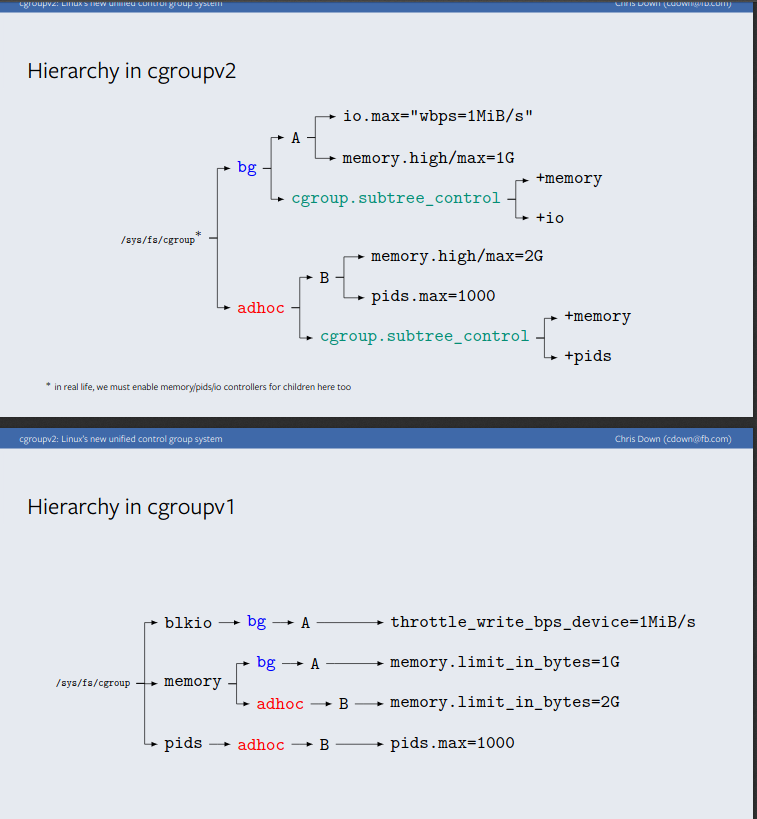 cgroupv2: Linux's new unified control group system Chris Down (cdown@fb.com)
Hierarchy in cgroupv2
io.max="wbps=1MiB/s"
A
memory.high/max=1G
bg
+memory
cgroup.subtree_control
+io
/sys/fs/cgroup*
memory.high/max=2G
B
pids.max=1000
adhoc
+memory
cgroup.subtree_control
+pids
* in real life, we must enable memory/pids/io controllers for children here too
cgroupv2: Linux's new unified control group system Chris Down (cdown@fb.com)
Hierarchy in cgroupv1
blkio bg A throttle_write_bps_device=1MiB/s
bg A memory.limit_in_bytes=1G
/sys/fs/cgroup memory
adhoc B memory.limit_in_bytes=2G
pids adhoc B pids.max=1000